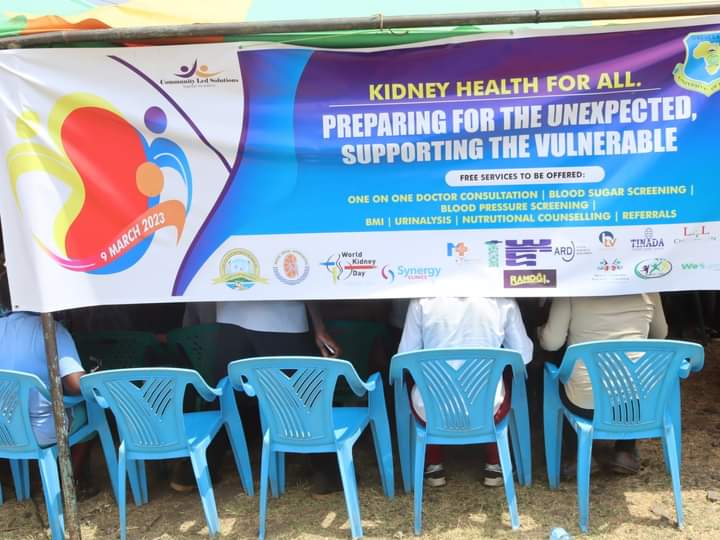 Community Led Solutions
KIDNEY HEALTH FOR ALL.
PREPARING FOR THE UNEXPECTED,
SUPPORTING THE VULNERABLE
FREE SERVICES TO BE OFFERED:
ONE ON ONE DOCTOR CONSULTATION | BLOOD SUGAR SCREENING |
BLOOD PRESSURE SCREENING |
BMI | URINALYSIS | NUTRUTIONAL COUNSELLING | REFERRALS
9 MARCH 2023
World
Kidney
Day
Synergy
RAMOGI
ARD
TINADA
L&L